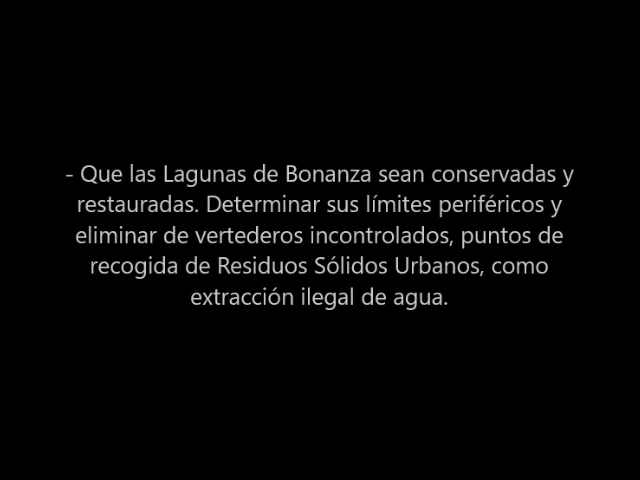 - Que las Lagunas de Bonanza sean conservadas y
restauradas. Determinar sus límites periféricos y
eliminar de vertederos incontrolados, puntos de
recogida de Residuos Sólidos Urbanos, como
extracción ilegal de agua.